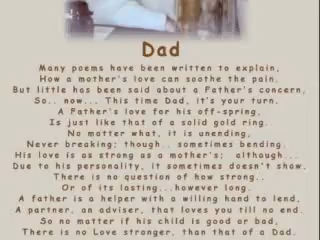 Dad
Many poems have been written to explain,
How a mother's love can soothe the pain.
But little has been said about a Father's concern,
So.. now... This time Dad, it's your turn.
A Father's love for his off-spring,
Is just like that of a solid gold ring.
No matter what, it is unending,
Never breaking; though.. sometimes bending.
His love is as strong as a mother's; although...
Due to his personality, it sometimes doesn't show.
There is no question of how strong..
Or of its lasting...however long.
A father is a helper with a willing hand to lend,
A partner, an adviser, that loves you till no end.
So no matter if his child is good or bad,
There is no Love stronger, than that of a Dad.